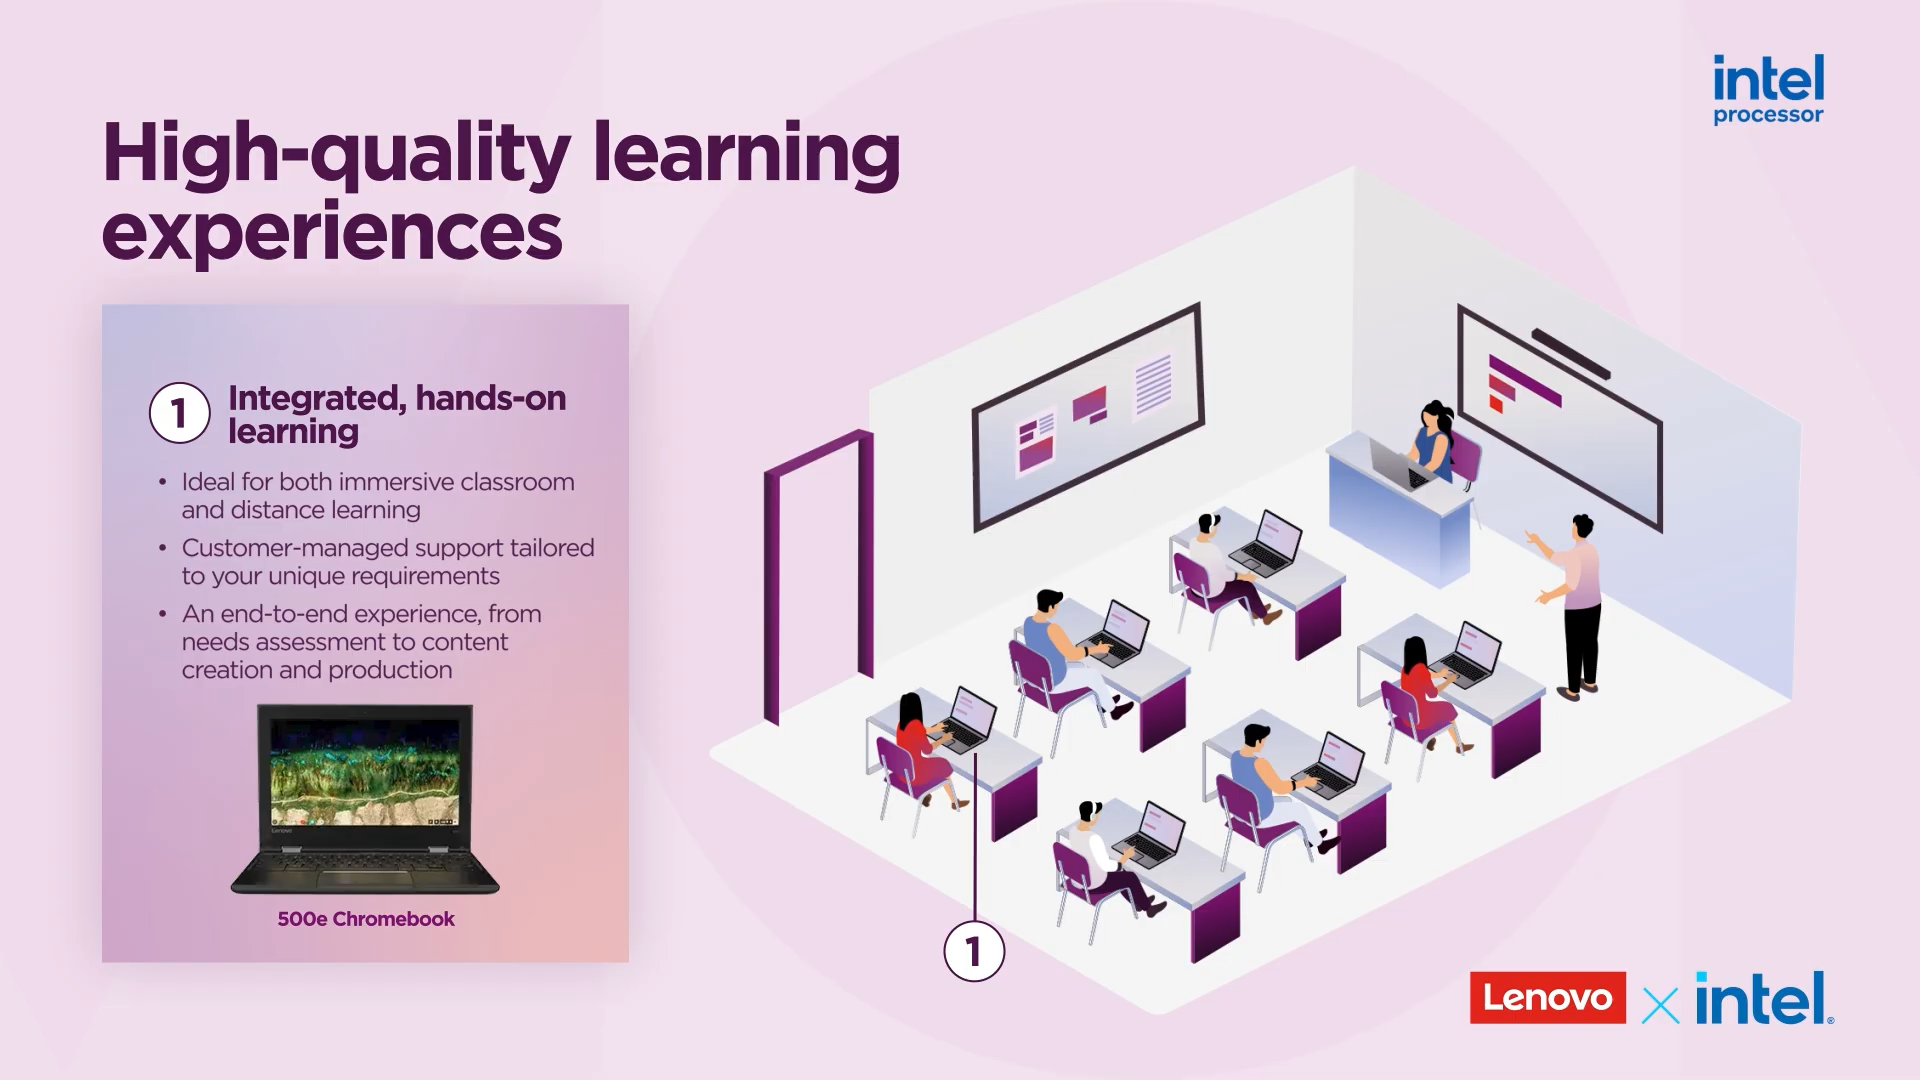 intel
processor
High-quality learning
experiences
1
Integrated, hands-on
learning
• Ideal for both immersive classroom
and distance learning
• Customer-managed support tailored
to your unique requirements
• An end-to-end experience, from
needs assessment to content
creation and production
Lenovo
500e Chromebook
1
Lenovo X intel®